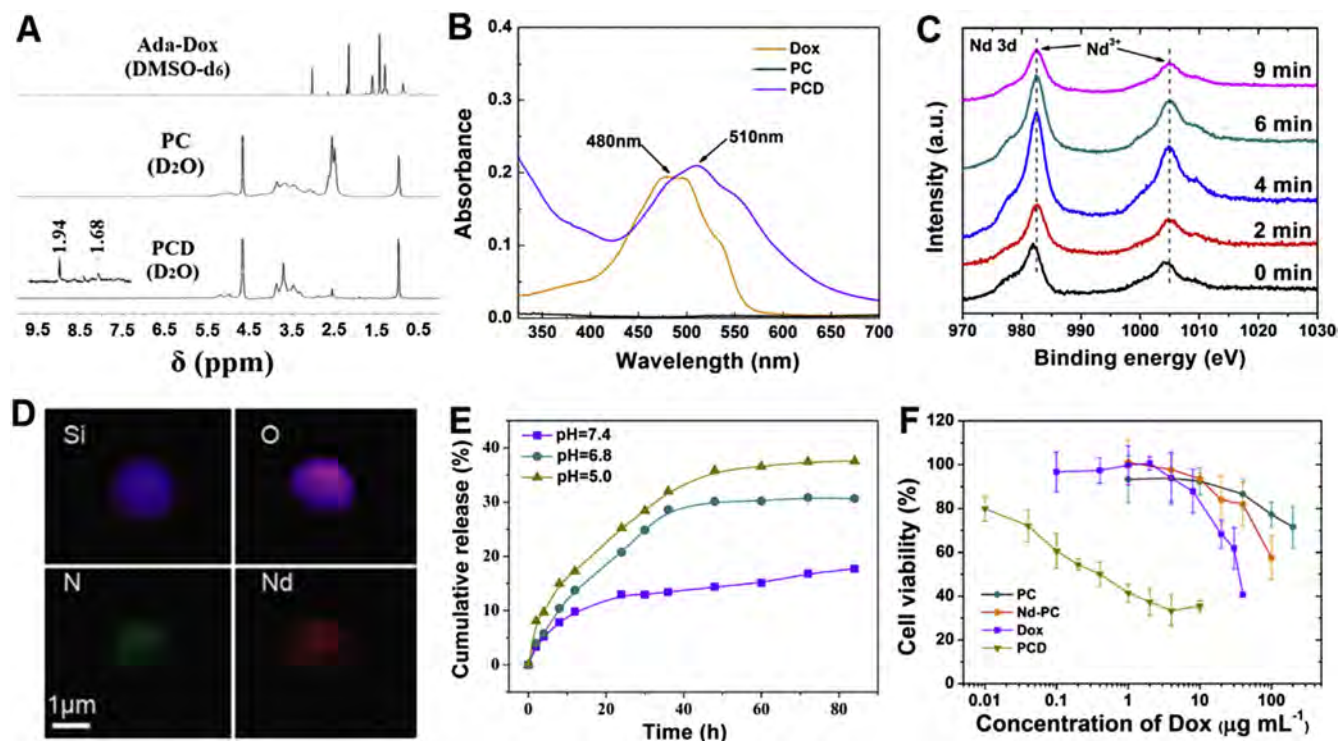 A
Ada-Dox
(DMSO-d6)
PC
(D2O)
PCD
(D2O)
1.94
1.68
9.5 8.5 7.5 6.5 5.5 4.5 3.5 2.5 1.5 0.5
δ (ppm)
B
Dox
PC
PCD
480nm
510nm
0.4
0.3
0.2
0.1
0.0
350 400 450 500 550 600 650 700
Absorbance
Wavelength (nm)
C
Nd 3d
Nd3+
9 min
6 min
4 min
2 min
0 min
970 980 990 1000 1010 1020 1030
Intensity (a.u.)
Binding energy (eV)
D
Si
O
N
Nd
1μm
E
pH=7.4
pH=6.8
pH=5.0
50
40
30
20
10
0
0 20 40 60 80
Cumulative release (%)
Time (h)
F
PC
Nd-PC
Dox
PCD
120
100
80
60
40
20
0
0.01 0.1 1 10 100
Cell viability (%)
Concentration of Dox (μg mL-1)